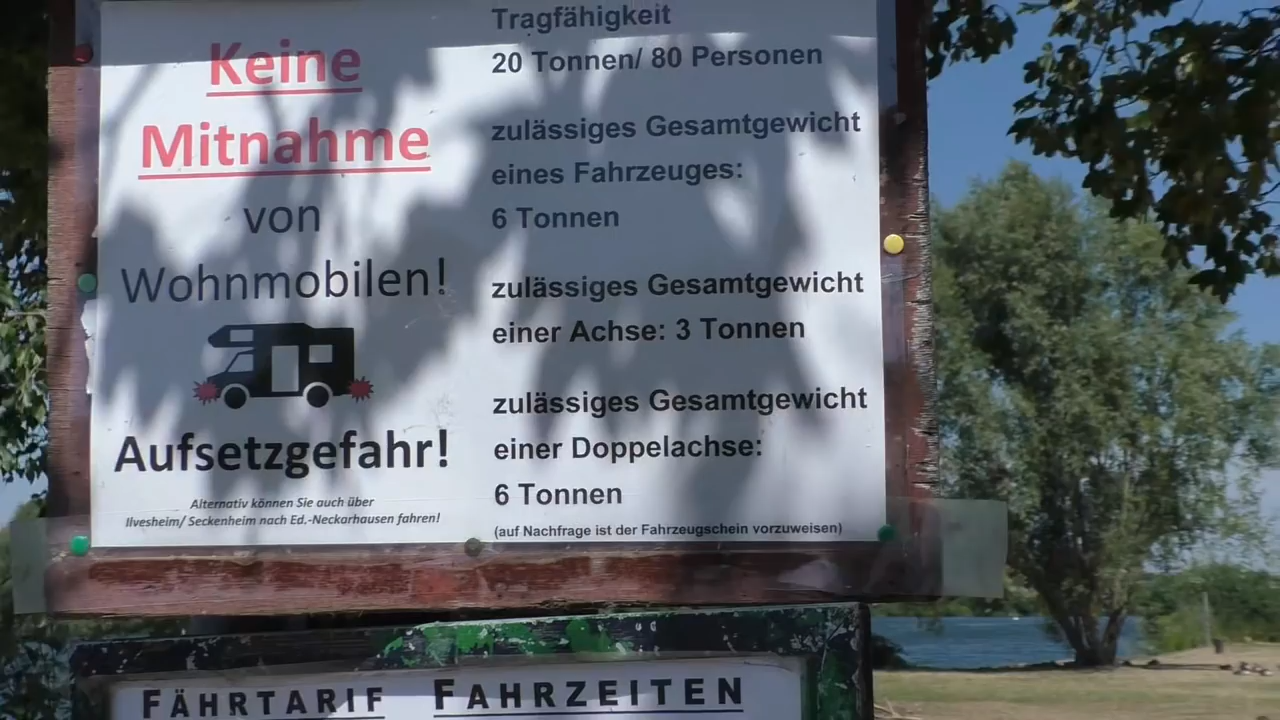 Keine
Mitnahme
von
Wohnmobilen!
Aufsetzgefahr!
Alternativ können Sie auch über
Ilvesheim/ Seckenheim nach Ed.-Neckarhausen fahren!
Tragfähigkeit
20 Tonnen/ 80 Personen
zulässiges Gesamtgewicht
eines Fahrzeuges:
6 Tonnen
zulässiges Gesamtgewicht
einer Achse: 3 Tonnen
zulässiges Gesamtgewicht
einer Doppelachse:
6 Tonnen
(auf Nachfrage ist der Fahrzeugschein vorzuweisen)
FÄHRTARIF FAHRZEITEN